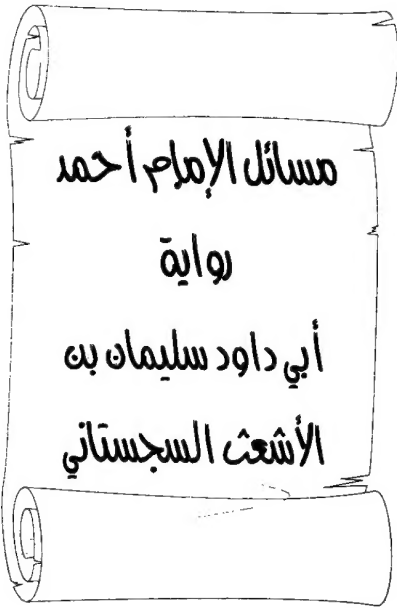 مسائل الإمام أحمد
رواية
أبي داود سليمان بن
الأشعث السجستاني